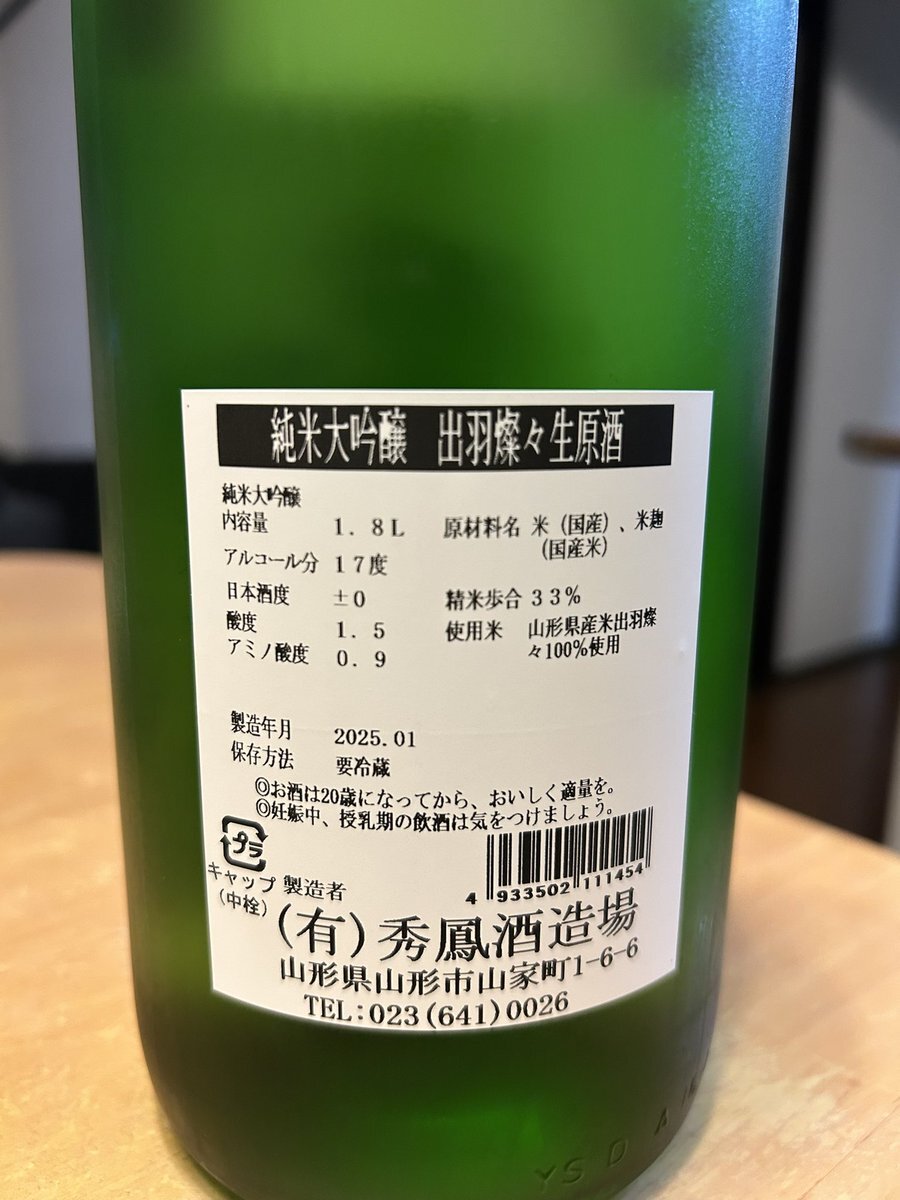 純米大吟醸　出羽燦々生原酒
純米大吟醸
内容量　１．８Ｌ　原材料名　米（国産）、米麹
（国産米）
アルコール分　１７度
日本酒度　±０　精米歩合　３３％
酸度　１．５　使用米　山形県産米出羽燦
々100％使用
アミノ酸度　０．９
製造年月　2025.01
保存方法　要冷蔵
◎お酒は20歳になってから、おいしく適量を。
◎妊娠中、授乳期の飲酒は気をつけましょう。
プラ
キャップ
（中栓）
4 933502 111454
製造者
（有）秀鳳酒造場
山形県山形市山家町1-6-6
TEL:023(641)0026
YS D A